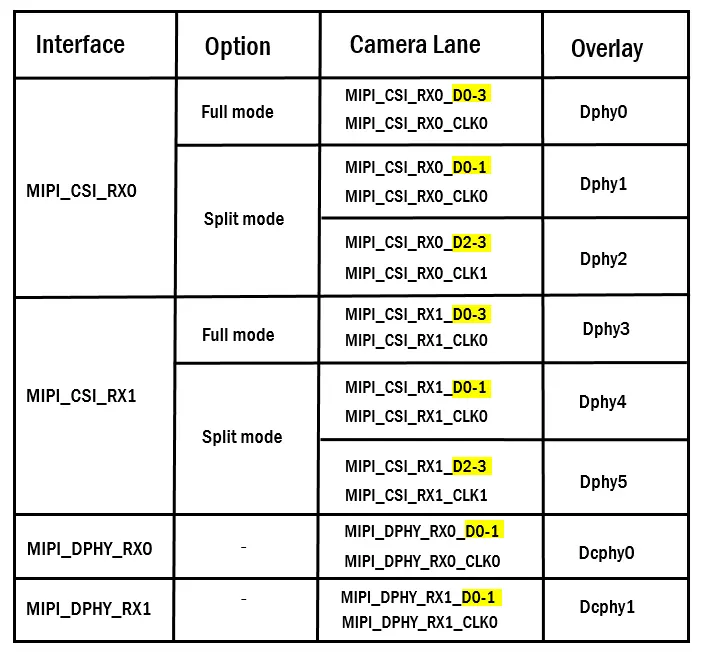 Interface Option Camera Lane Overlay
MIPI_CSI_RX0
Full mode
MIPI_CSI_RX0_D0-3
MIPI_CSI_RX0_CLK0
Dphy0
Split mode
MIPI_CSI_RX0_D0-1
MIPI_CSI_RX0_CLK0
Dphy1
MIPI_CSI_RX0_D2-3
MIPI_CSI_RX0_CLK1
Dphy2
MIPI_CSI_RX1
Full mode
MIPI_CSI_RX1_D0-3
MIPI_CSI_RX1_CLK0
Dphy3
Split mode
MIPI_CSI_RX1_D0-1
MIPI_CSI_RX1_CLK0
Dphy4
MIPI_CSI_RX1_D2-3
MIPI_CSI_RX1_CLK1
Dphy5
MIPI_DPHY_RX0
-
MIPI_DPHY_RX0_D0-1
MIPI_DPHY_RX0_CLK0
Dcphy0
MIPI_DPHY_RX1
-
MIPI_DPHY_RX1_D0-1
MIPI_DPHY_RX1_CLK0
Dcphy1